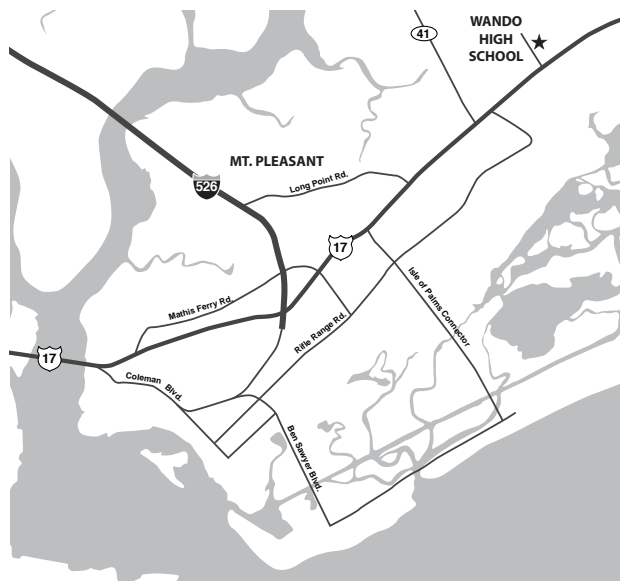 41
WANDO
HIGH
SCHOOL
MT. PLEASANT
526
Long Point Rd.
17
Isle of Palms Connector
Mathis Ferry Rd.
Rifle Range Rd.
17
Coleman Blvd.
Ben Sawyer Blvd.